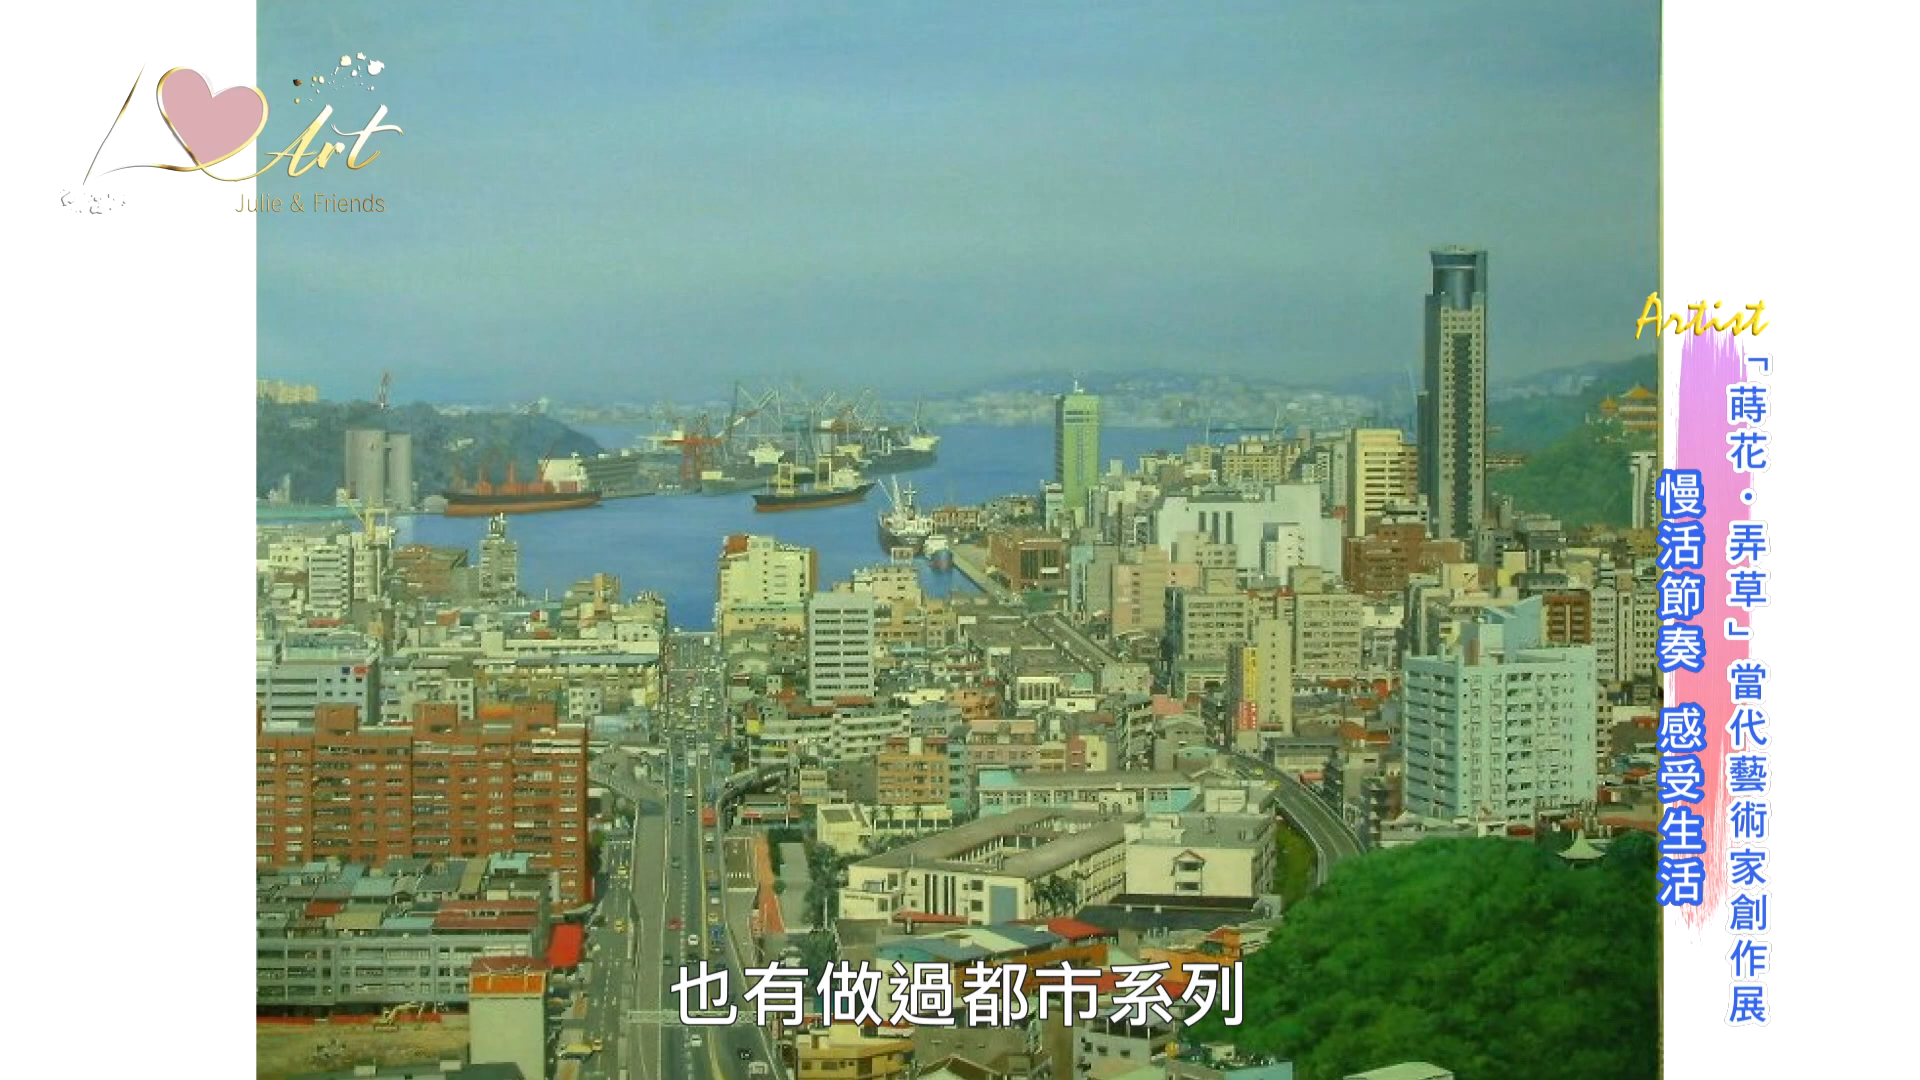 Art
Julie & Friends
Artist
「蒔花・弄草」當代藝術家創作展
慢活節奏 感受生活
也有做過都市系列